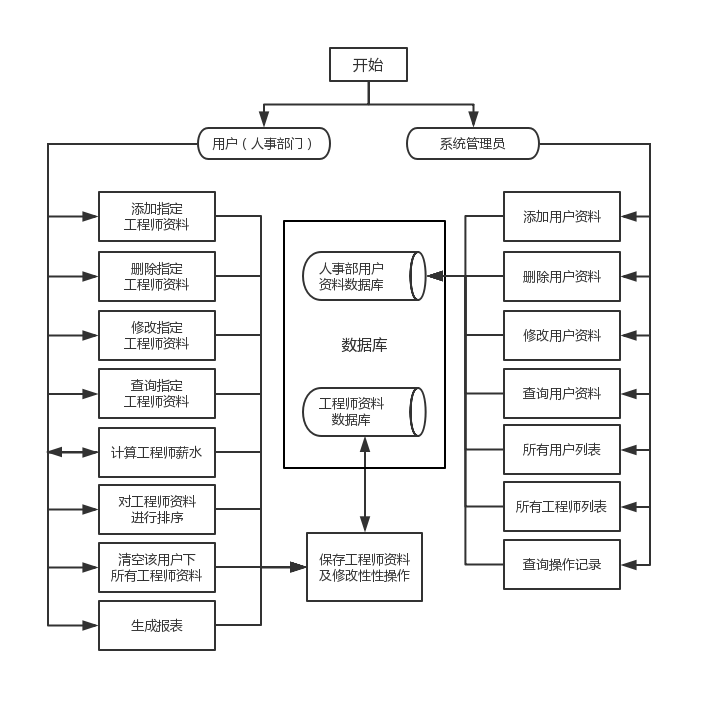 开始
用户（人事部门）
系统管理员
添加指定
工程师资料
删除指定
工程师资料
修改指定
工程师资料
查询指定
工程师资料
计算工程师薪水
对工程师资料
进行排序
清空该用户下
所有工程师资料
生成报表
人事部用户
资料数据库
数据库
工程师资料
数据库
保存工程师资料
及修改性性操作
添加用户资料
删除用户资料
修改用户资料
查询用户资料
所有用户列表
所有工程师列表
查询操作记录